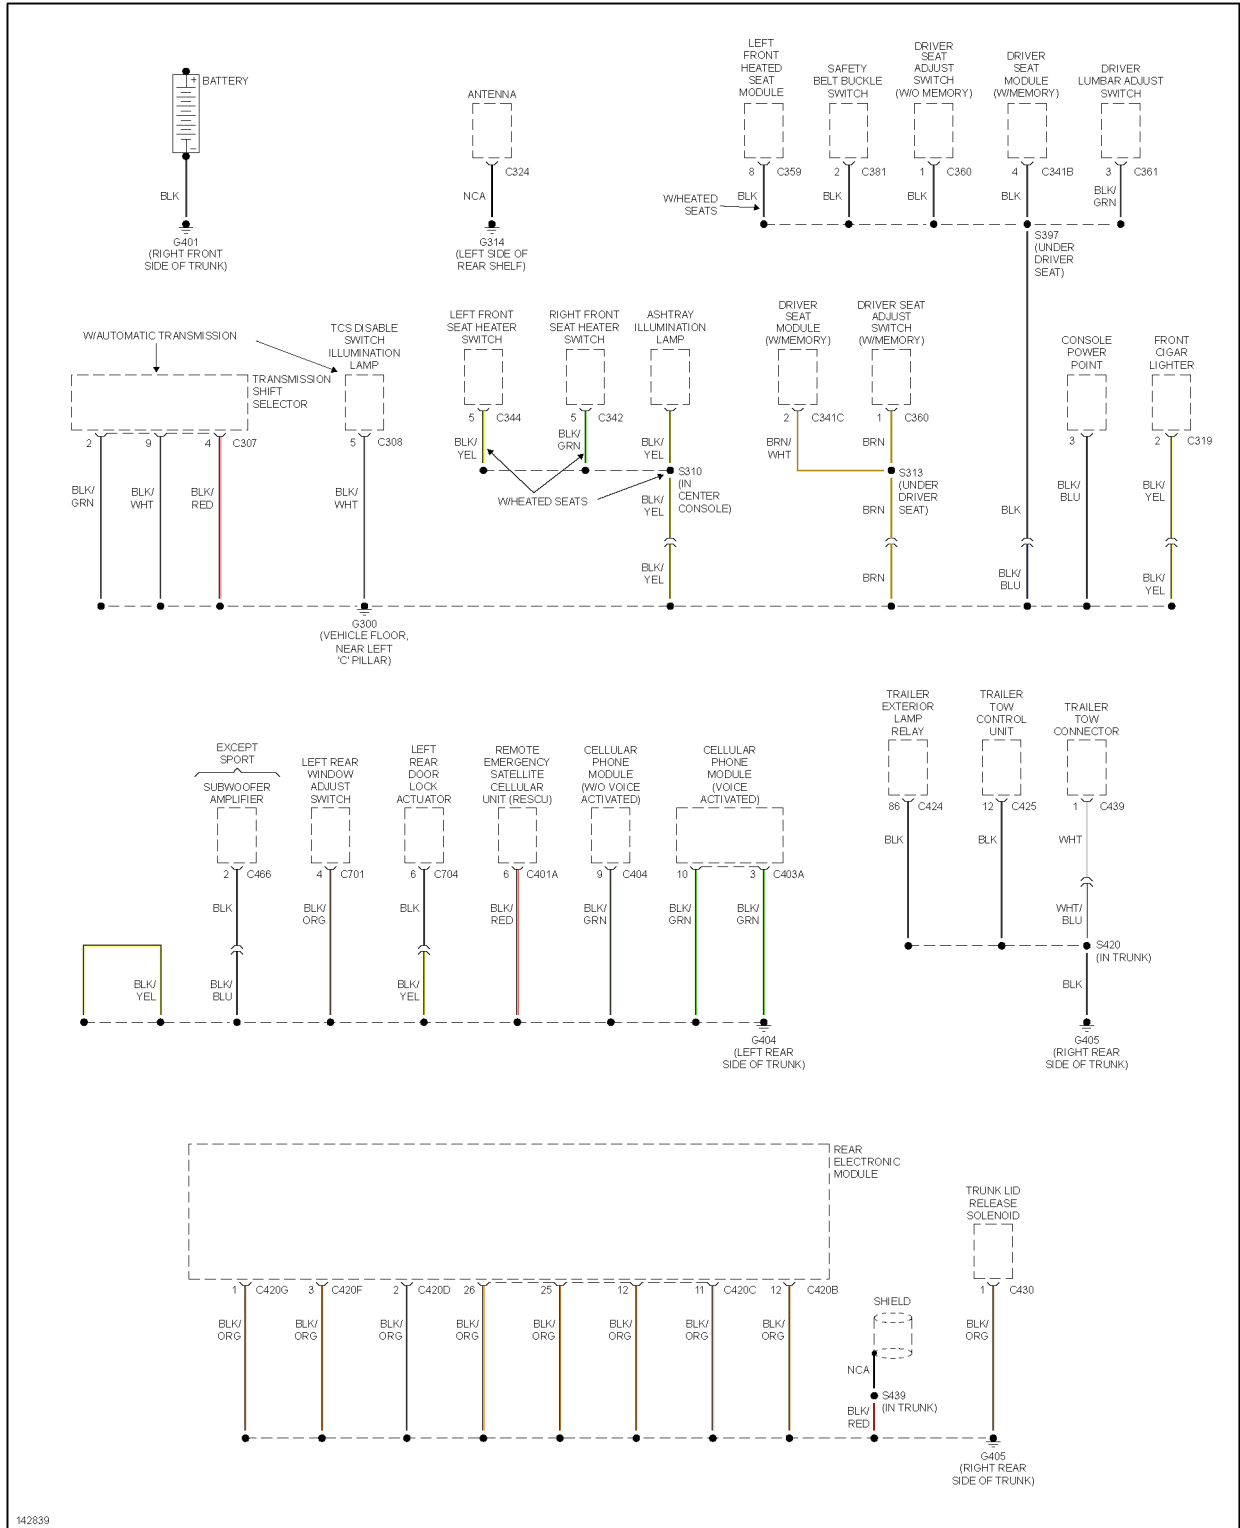 BATTERY
BLK
G401
(RIGHT FRONT
SIDE OF TRUNK)
ANTENNA
C324
NCA
G314
(LEFT SIDE OF
REAR SHELF)
LEFT
FRONT
HEATED
SEAT
MODULE
8
C359
W/HEATED
SEATS
BLK
SAFETY
BELT BUCKLE
SWITCH
2
C381
BLK
DRIVER
SEAT
ADJUST
SWITCH
(W/O MEMORY)
1
C360
BLK
DRIVER
SEAT
MODULE
(W/MEMORY)
4
C341B
BLK
DRIVER
LUMBAR ADJUST
SWITCH
3
C361
BLK/
GRN
S397
(UNDER
DRIVER
SEAT)
W/AUTOMATIC TRANSMISSION
TRANSMISSION
SHIFT
SELECTOR
2
9
4
C307
BLK/
GRN
BLK/
WHT
BLK/
RED
TCS DISABLE
SWITCH
ILLUMINATION
LAMP
5
C308
BLK/
WHT
LEFT FRONT
SEAT HEATER
SWITCH
5
C344
BLK/
YEL
RIGHT FRONT
SEAT HEATER
SWITCH
5
C342
BLK/
GRN
W/HEATED SEATS
ASHTRAY
ILLUMINATION
LAMP
BLK/
YEL
S310
(IN
CENTER
CONSOLE)
BLK/
YEL
BLK/
YEL
DRIVER
SEAT
MODULE
(W/MEMORY)
2
C341C
BRN/
WHT
DRIVER SEAT
ADJUST
SWITCH
(W/MEMORY)
1
C360
BRN
S313
(UNDER
DRIVER
SEAT)
BRN
BRN
BLK
BLK/
BLU
CONSOLE
POWER
POINT
3
BLK/
BLU
FRONT
CIGAR
LIGHTER
2
C319
BLK/
YEL
BLK/
YEL
G300
(VEHICLE FLOOR,
NEAR LEFT
'C' PILLAR)
EXCEPT
SPORT
SUBWOOFER
AMPLIFIER
2
C466
BLK
BLK/
YEL
BLK/
BLU
LEFT REAR
WINDOW
ADJUST
SWITCH
4
C701
BLK/
ORG
LEFT
REAR
DOOR
LOCK
ACTUATOR
6
C704
BLK
BLK/
YEL
REMOTE
EMERGENCY
SATELLITE
CELLULAR
UNIT (RESCU)
6
C401A
BLK/
RED
CELLULAR
PHONE
MODULE
(W/O VOICE
ACTIVATED)
9
C404
BLK/
GRN
CELLULAR
PHONE
MODULE
(VOICE
ACTIVATED)
10
3
C403A
BLK/
GRN
BLK/
GRN
G404
(LEFT REAR
SIDE OF TRUNK)
TRAILER
EXTERIOR
LAMP
RELAY
86
C424
BLK
TRAILER
TOW
CONTROL
UNIT
12
C425
BLK
TRAILER
TOW
CONNECTOR
1
C439
WHT
WHT/
BLU
S420
(IN TRUNK)
BLK
G405
(RIGHT REAR
SIDE OF TRUNK)
REAR
ELECTRONIC
MODULE
1
C420G
3
C420F
2
C420D
26
25
12
11
C420C
12
C420B
BLK/
ORG
BLK/
ORG
BLK/
ORG
BLK/
ORG
BLK/
ORG
BLK/
ORG
BLK/
ORG
BLK/
ORG
SHIELD
NCA
S439
(IN TRUNK)
BLK/
RED
TRUNK LID
RELEASE
SOLENOID
1
C430
BLK/
ORG
G405
(RIGHT REAR
SIDE OF TRUNK)
142839